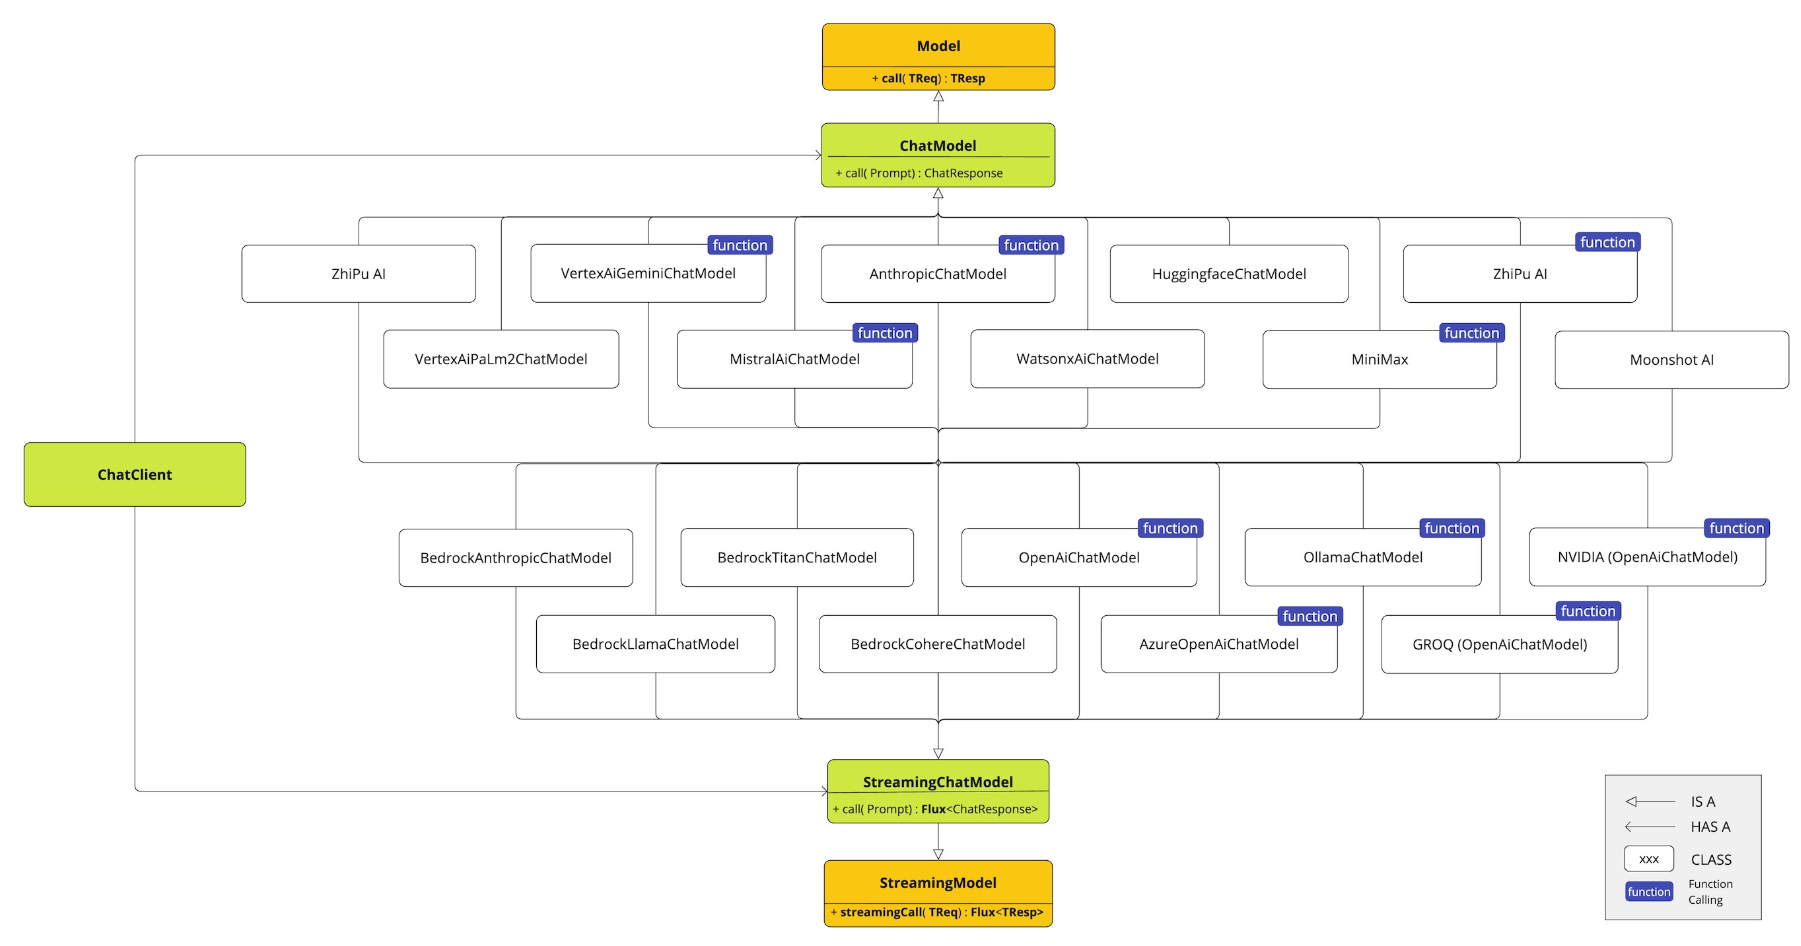 Model
+ call( TReq) : TResp
ChatModel
+ call( Prompt) : ChatResponse
function
function
function
ZhiPu AI
VertexAiGeminiChatModel
AnthropicChatModel
HuggingfaceChatModel
ZhiPu AI
function
function
VertexAiPaLm2ChatModel
MistralAiChatModel
WatsonxAiChatModel
MiniMax
Moonshot AI
ChatClient
function
function
function
BedrockAnthropicChatModel
BedrockTitanChatModel
OpenAiChatModel
OllamaChatModel
NVIDIA (OpenAiChatModel)
function
function
BedrockLlamaChatModel
BedrockCohereChatModel
AzureOpenAiChatModel
GROQ (OpenAiChatModel)
StreamingChatModel
+ call( Prompt) : Flux<ChatResponse>
StreamingModel
+ streamingCall( TReq) : Flux<TResp>
IS A
HAS A
xxx
CLASS
function
Function
Calling